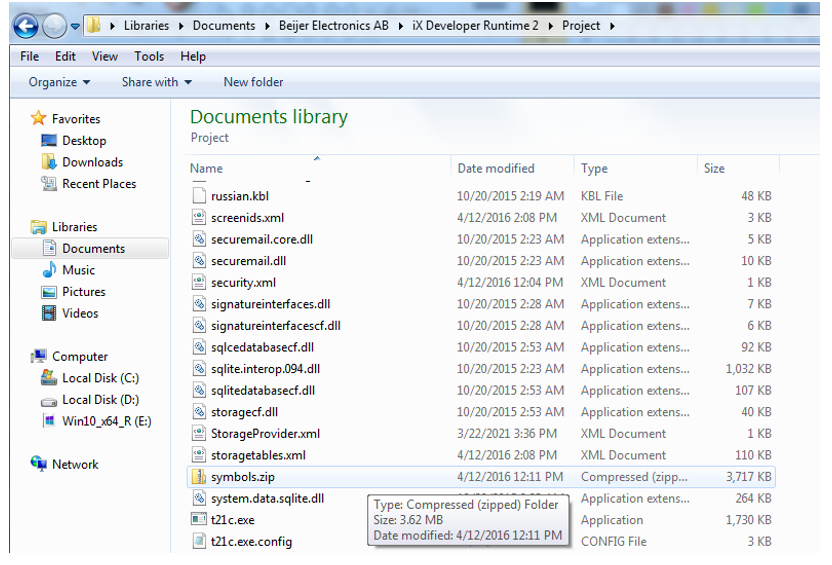 Libraries Documents Beijer Electronics AB iX Developer Runtime 2 Project
File Edit View Tools Help
Organize Share with New folder
Favorites
Desktop
Downloads
Recent Places
Libraries
Documents
Music
Pictures
Videos
Computer
Local Disk (C:)
Local Disk (D:)
Win10_x64_R (E:)
Network
Documents library
Project
Name Date modified Type Size
russian.kbl 10/20/2015 2:19 AM KBL File 48 KB
screenids.xml 4/12/2016 2:08 PM XML Document 3 KB
securemail.core.dll 10/20/2015 2:23 AM Application extens... 5 KB
securemail.dll 10/20/2015 2:23 AM Application extens... 10 KB
security.xml 4/12/2016 12:04 PM XML Document 1 KB
signatureinterfaces.dll 10/20/2015 2:28 AM Application extens... 7 KB
signatureinterfacescf.dll 10/20/2015 2:28 AM Application extens... 6 KB
sqlcedatabasecf.dll 10/20/2015 2:53 AM Application extens... 92 KB
sqlite.interop.094.dll 10/20/2015 2:23 AM Application extens... 1,032 KB
sqlitedatabasecf.dll 10/20/2015 2:53 AM Application extens... 107 KB
storagecf.dll 10/20/2015 2:53 AM Application extens... 40 KB
StorageProvider.xml 3/22/2021 3:36 PM XML Document 1 KB
storagetables.xml 4/12/2016 2:08 PM XML Document 110 KB
symbols.zip 4/12/2016 12:11 PM Compressed (zipp... 3,717 KB
system.data.sqlite.dll Application extens... 264 KB
t21c.exe Application 1,730 KB
t21c.exe.config CONFIG File 3 KB
Type: Compressed (zipped) Folder
Size: 3.62 MB
Date modified: 4/12/2016 12:11 PM